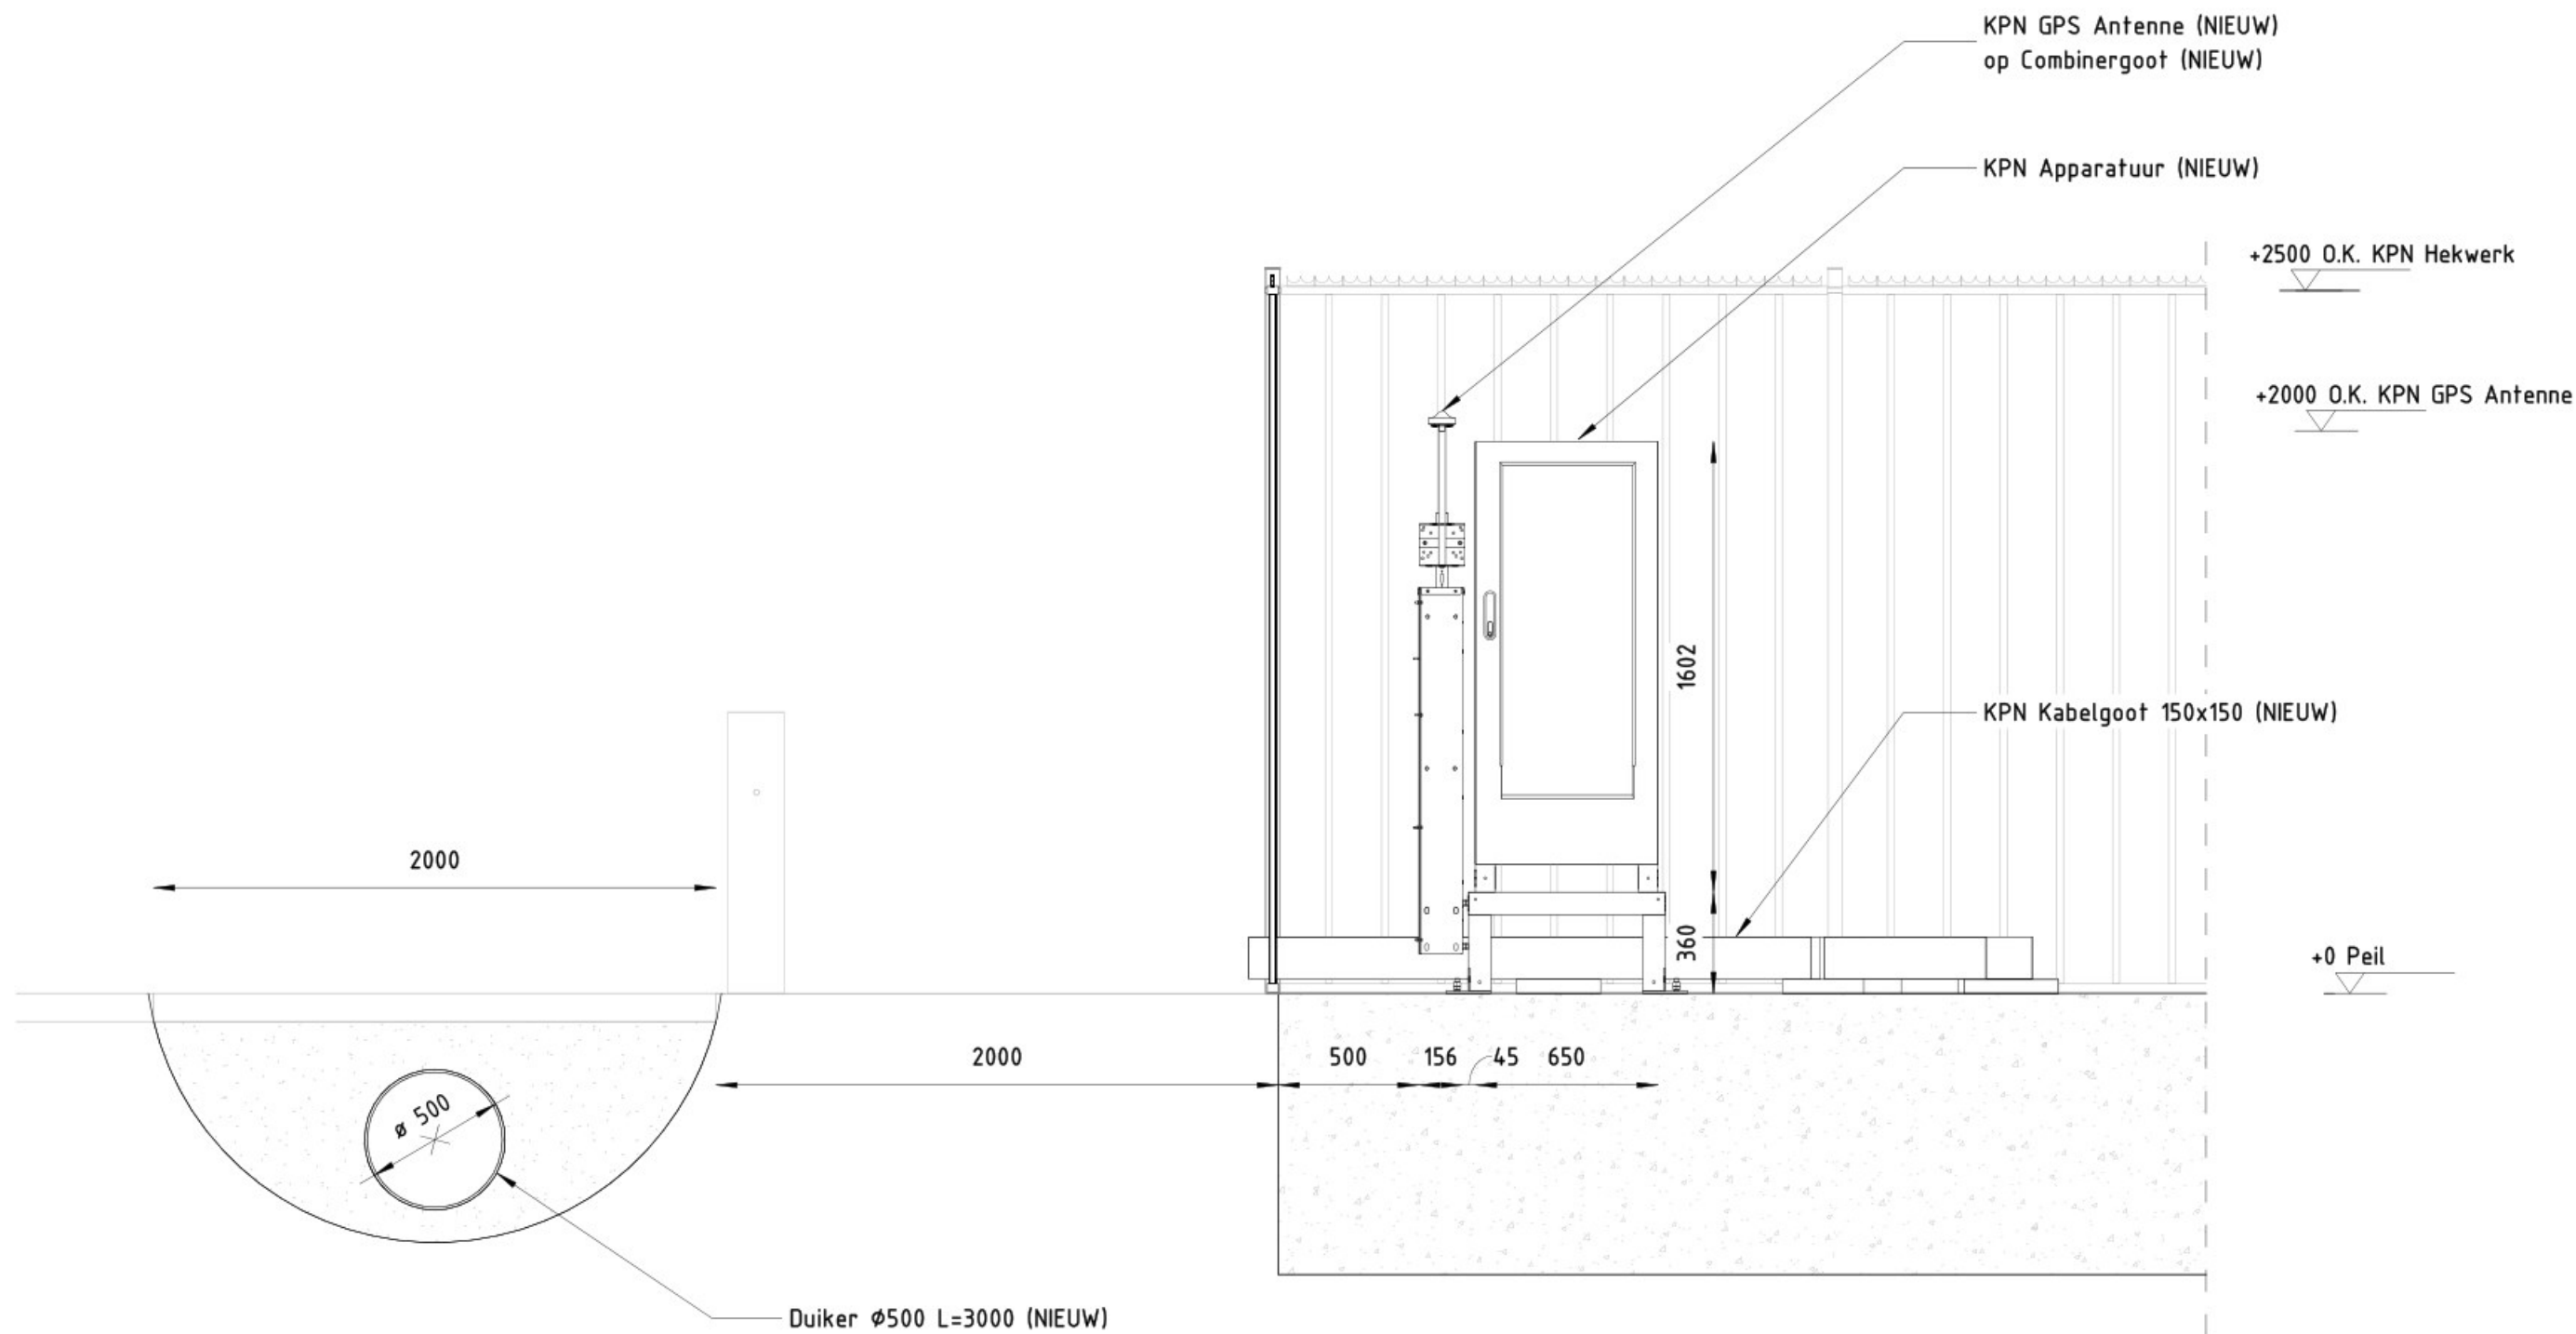 KPN GPS Antenne (NIEUW)
op Combinergoot (NIEUW)
KPN Apparatuur (NIEUW)
+2500 O.K. KPN Hekwerk
+2000 O.K. KPN GPS Antenne
1602
KPN Kabelgoot 150x150 (NIEUW)
2000
360
+0 Peil
2000
500
156
45
650
ø 500
Duiker Ø500 L=3000 (NIEUW)